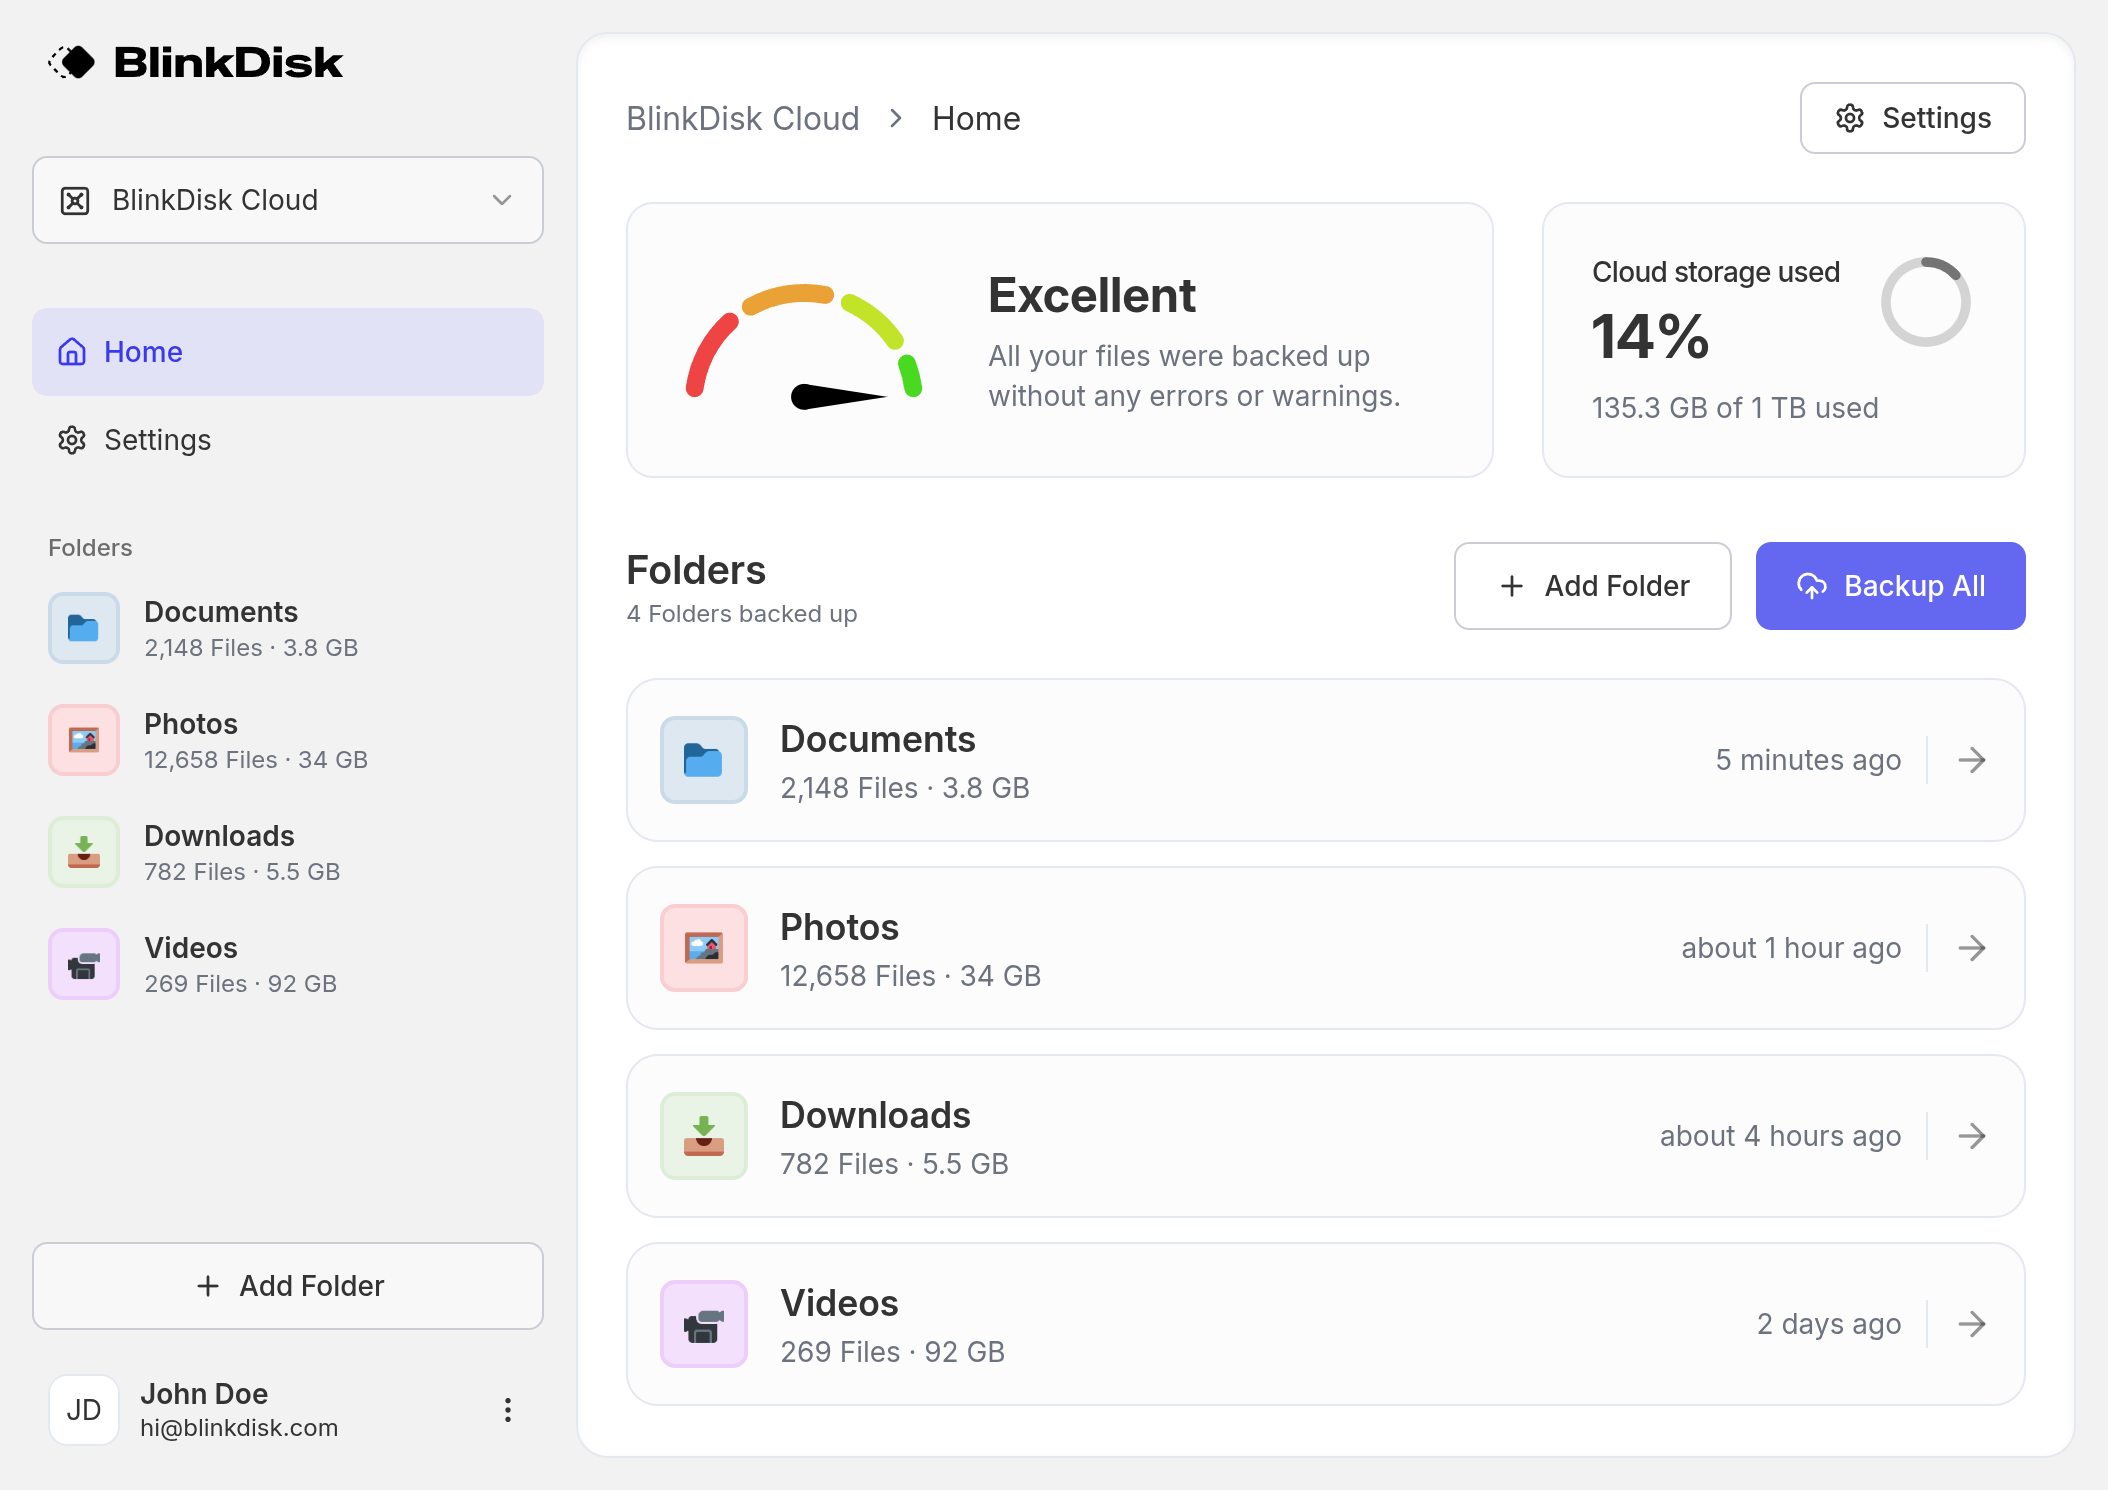 BlinkDisk
BlinkDisk Cloud
Home
Settings
Folders
Documents
2,148 Files · 3.8 GB
Photos
12,658 Files · 34 GB
Downloads
782 Files · 5.5 GB
Videos
269 Files · 92 GB
Add Folder
JD
John Doe
hi@blinkdisk.com
BlinkDisk Cloud > Home
Settings
Excellent
All your files were backed up
without any errors or warnings.
Cloud storage used
14%
135.3 GB of 1 TB used
Folders
4 Folders backed up
Add Folder
Backup All
Documents
2,148 Files · 3.8 GB
5 minutes ago
Photos
12,658 Files · 34 GB
about 1 hour ago
Downloads
782 Files · 5.5 GB
about 4 hours ago
Videos
269 Files · 92 GB
2 days ago